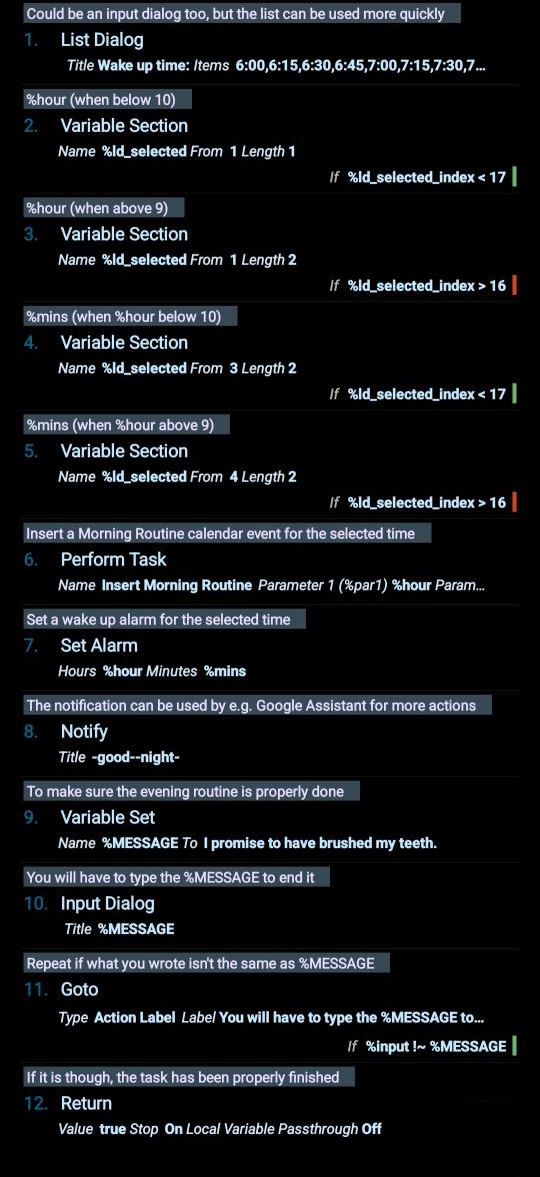 Could be an input dialog too, but the list can be used more quickly
1. List Dialog
Title Wake up time: Items 6:00,6:15,6:30,6:45,7:00,7:15,7:30,7...
%hour (when below 10)
2. Variable Section
Name %ld_selected From 1 Length 1
If %ld_selected_index < 17
%hour (when above 9)
3. Variable Section
Name %ld_selected From 1 Length 2
If %ld_selected_index > 16
%mins (when %hour below 10)
4. Variable Section
Name %ld_selected From 3 Length 2
If %ld_selected_index < 17
%mins (when %hour above 9)
5. Variable Section
Name %ld_selected From 4 Length 2
If %ld_selected_index > 16
Insert a Morning Routine calendar event for the selected time
6. Perform Task
Name Insert Morning Routine Parameter 1 (%par1) %hour Param...
Set a wake up alarm for the selected time
7. Set Alarm
Hours %hour Minutes %mins
The notification can be used by e.g. Google Assistant for more actions
8. Notify
Title -good--night-
To make sure the evening routine is properly done
9. Variable Set
Name %MESSAGE To I promise to have brushed my teeth.
You will have to type the %MESSAGE to end it
10. Input Dialog
Title %MESSAGE
Repeat if what you wrote isn't the same as %MESSAGE
11. Goto
Type Action Label Label You will have to type the %MESSAGE to...
If %input !~ %MESSAGE
If it is though, the task has been properly finished
12. Return
Value true Stop On Local Variable Passthrough Off